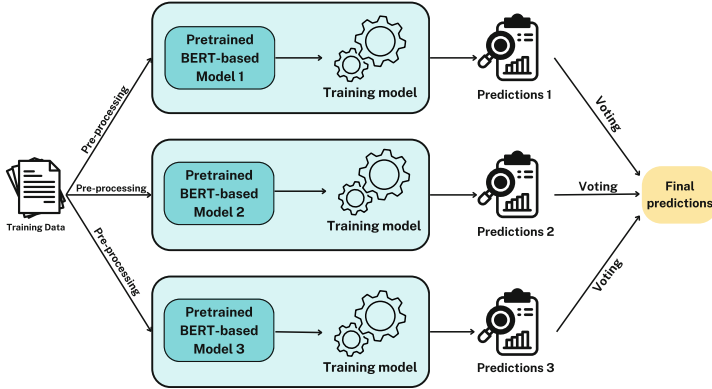 Pretrained
BERT-based
Model 1
Training model
Predictions 1
Pre-processing
Voting
Pretrained
BERT-based
Model 2
Training model
Predictions 2
Pre-processing
Voting
Training Data
Final
predictions
Pre-processing
Voting
Pretrained
BERT-based
Model 3
Training model
Predictions 3